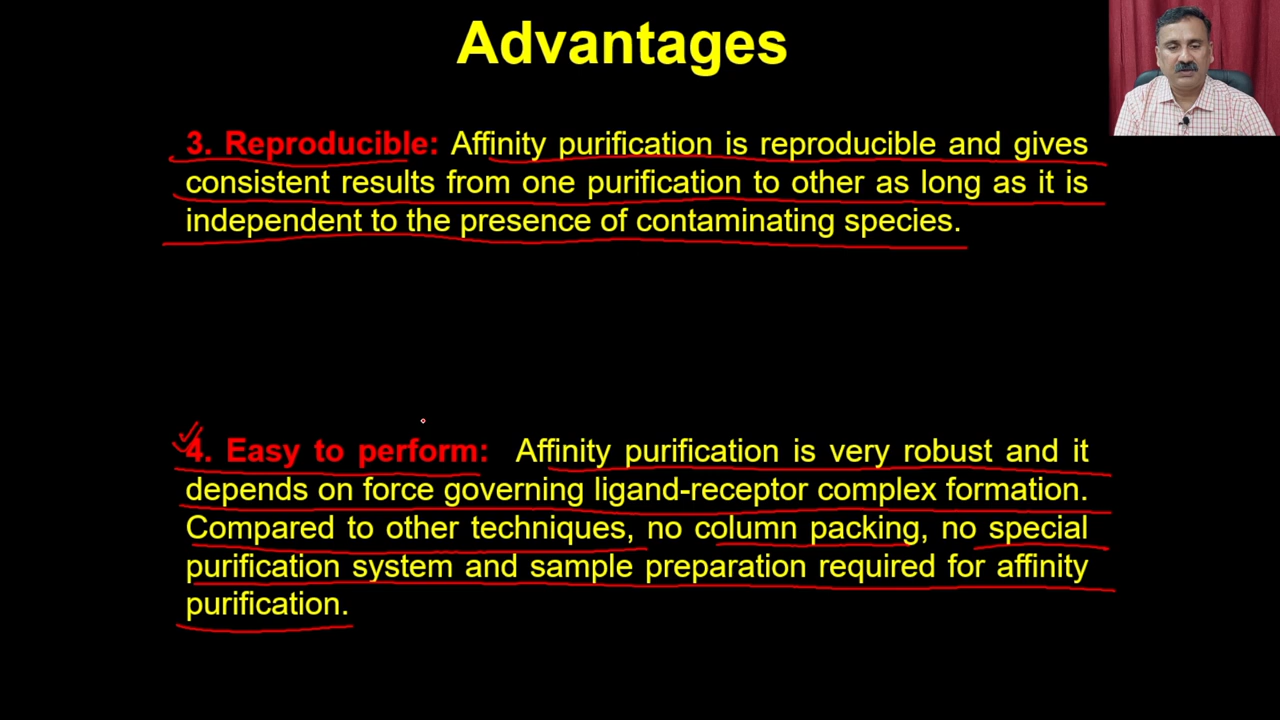 Advantages
3. Reproducible: Affinity purification is reproducible and gives
consistent results from one purification to other as long as it is
independent to the presence of contaminating species.
4. Easy to perform: Affinity purification is very robust and it
depends on force governing ligand-receptor complex formation.
Compared to other techniques, no column packing, no special
purification system and sample preparation required for affinity
purification.